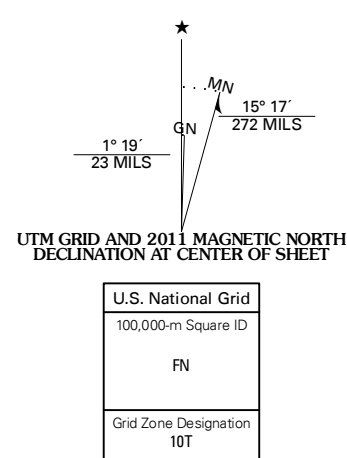 ★
MN
GN
15° 17´
272 MILS
1° 19´
23 MILS
UTM GRID AND 2011 MAGNETIC NORTH
DECLINATION AT CENTER OF SHEET
U.S. National Grid
100,000-m Square ID
FN
Grid Zone Designation
10T